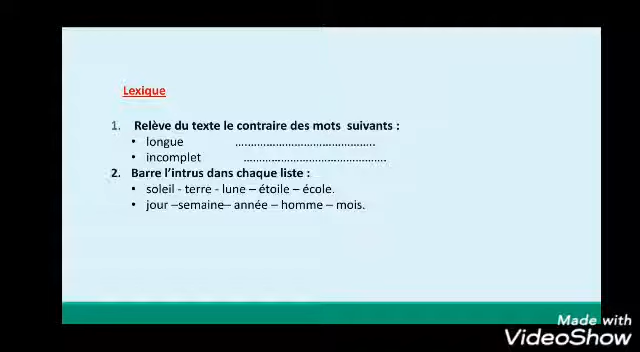 Lexique
1. Relève du texte le contraire des mots suivants :
• longue ..............................................
• incomplet ...............................................
2. Barre l'intrus dans chaque liste :
• soleil - terre - lune – étoile – école.
• jour –semaine– année – homme – mois.
Made with
VideoShow